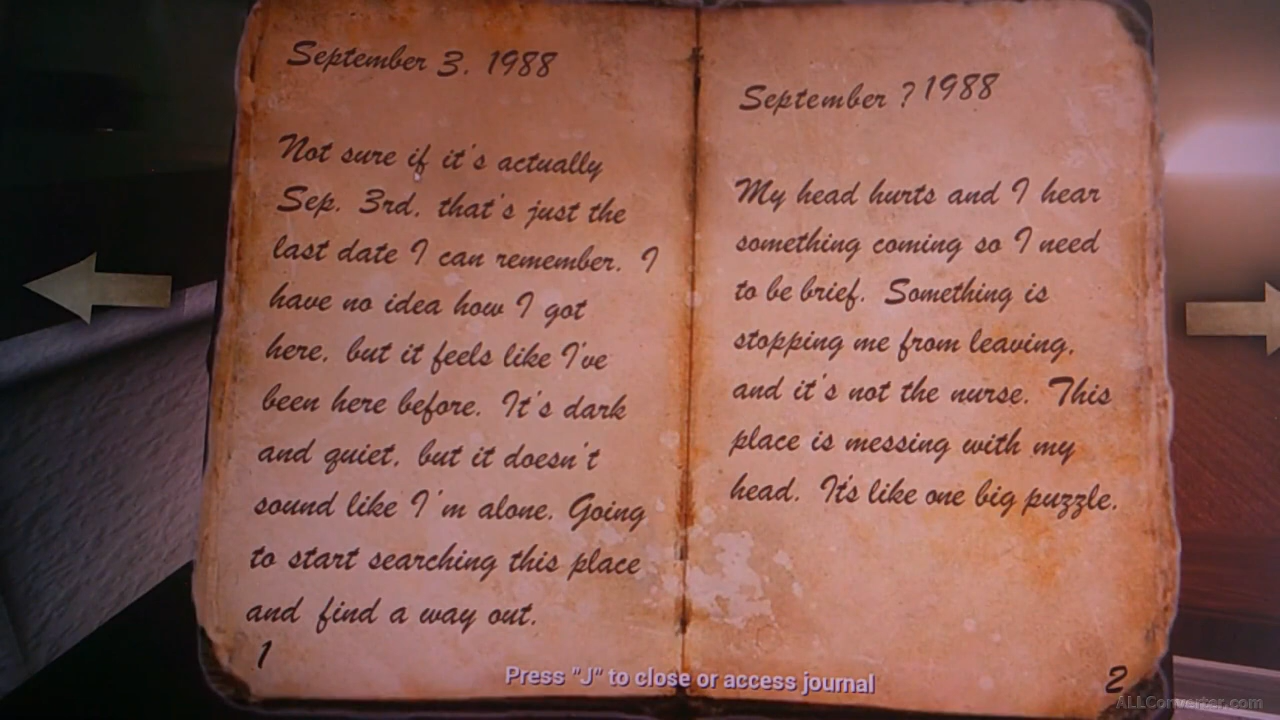 September 3, 1988
Not sure if it's actually
Sep. 3rd, that's just the
last date I can remember. I
have no idea how I got
here, but it feels like I've
been here before. It's dark
and quiet, but it doesn't
sound like I'm alone. Going
to start searching this place
and find a way out.
1
September ? 1988
My head hurts and I hear
something coming so I need
to be brief. Something is
stopping me from leaving,
and it's not the nurse. This
place is messing with my
head. It's like one big puzzle.
2
Press "J" to close or access journal
ALLConverter.com